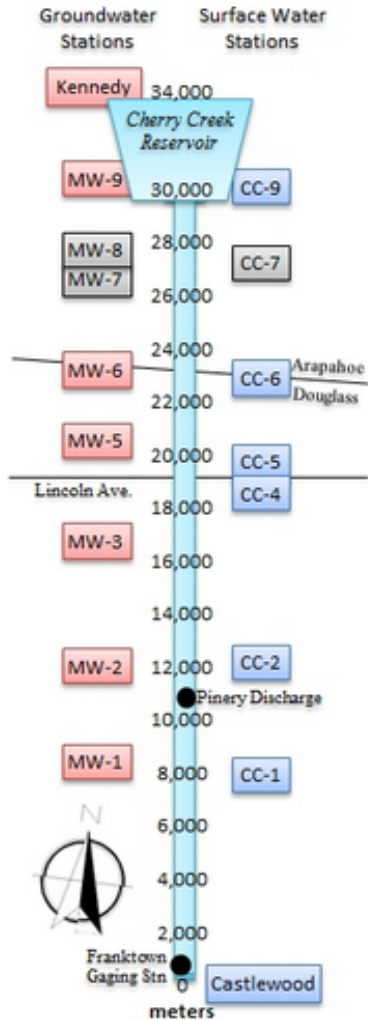 Groundwater
Stations
Surface Water
Stations
Kennedy
34,000
Cherry Creek
Reservoir
MW-9
30,000
CC-9
MW-8
28,000
CC-7
MW-7
26,000
24,000
Arapahoe
MW-6
CC-6
22,000
Douglass
MW-5
20,000
CC-5
Lincoln Ave.
18,000
CC-4
MW-3
16,000
14,000
MW-2
12,000
CC-2
Pinery Discharge
10,000
MW-1
8,000
CC-1
6,000
N
4,000
2,000
Franktown
Gaging Stn
0
Castlewood
meters